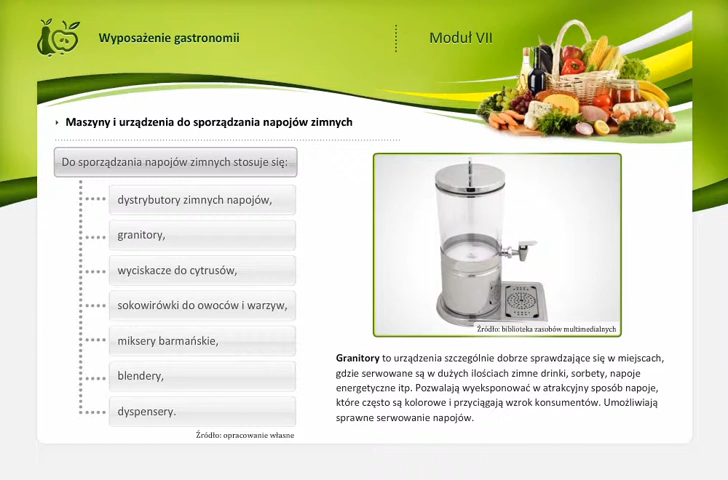 Wyposażenie gastronomii
Moduł VII
Maszyny i urządzenia do sporządzania napojów zimnych
Do sporządzania napojów zimnych stosuje się:
dystrybutory zimnych napojów,
granitory,
wyciskacze do cytrusów,
sokowirówki do owoców i warzyw,
miksery barmańskie,
blendery,
dyspensery.
Źródło: opracowanie własne
Źródło: biblioteka zasobów multimedialnych
Granitory to urządzenia szczególnie dobrze sprawdzające się w miejscach,
gdzie serwowane są w dużych ilościach zimne drinki, sorbety, napoje
energetyczne itp. Pozwalają wyeksponować w atrakcyjny sposób napoje,
które często są kolorowe i przyciągają wzrok konsumentów. Umożliwiają
sprawne serwowanie napojów.